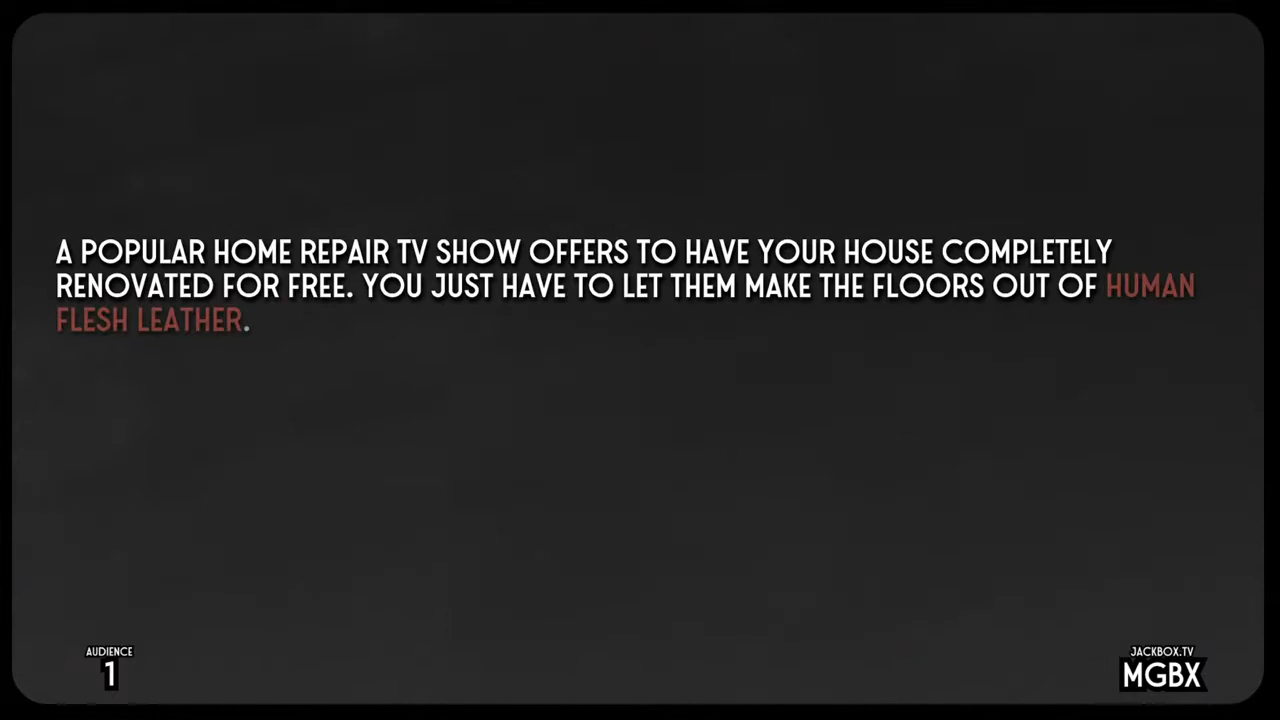 A POPULAR HOME REPAIR TV SHOW OFFERS TO HAVE YOUR HOUSE COMPLETELY
RENOVATED FOR FREE. YOU JUST HAVE TO LET THEM MAKE THE FLOORS OUT OF HUMAN
FLESH LEATHER.
AUDIENCE
1
JACKBOX.TV
MGBX